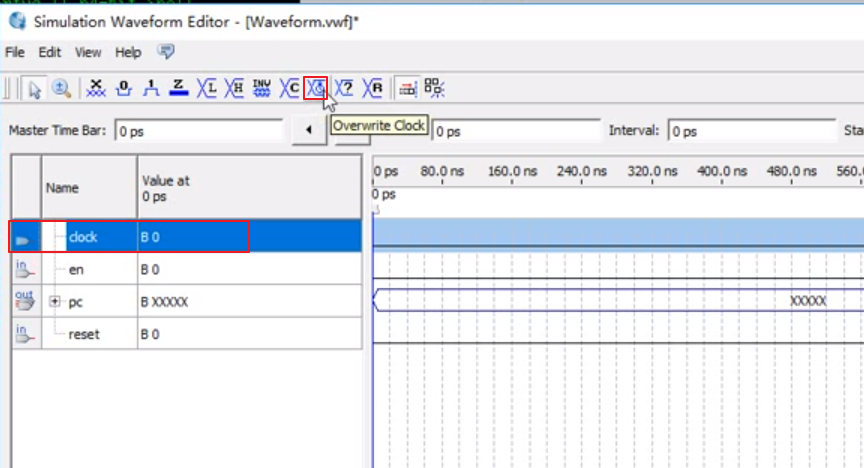 Simulation Waveform Editor - [Waveform.vwf]*
File Edit View Help
X 0 1 Z L H INV C ? R
Master Time Bar: 0 ps 0 ps Interval: 0 ps Sta
Overwrite Clock
Name Value at 0 ps
0 ps 80.0 ns 160.0 ns 240.0 ns 320.0 ns 400.0 ns 480.0 ns 560.
0 ps
clock B 0
in en B 0
out pc B XXXXX XXXXX
in reset B 0